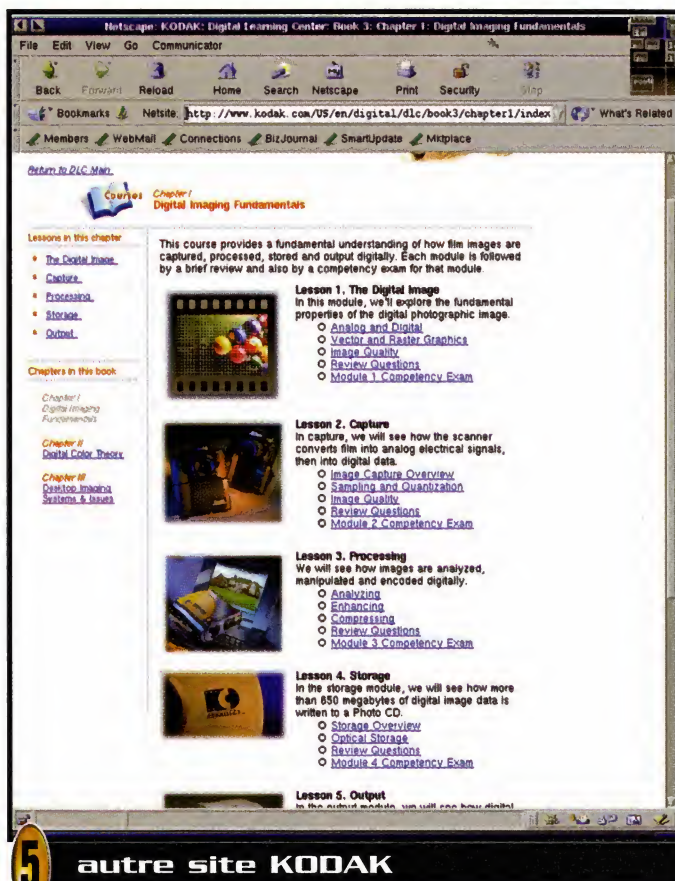 Netscape: KODAK: Digital Learning Center: Book 3: Chapter 1: Digital Imaging Fundamentals
File Edit View Go Communicator
Back Forward Reload Home Search Netscape Print Security Stop
Bookmarks Netsite: http://www.kodak.com/US/en/digital/dlc/book3/chapter1/index What's Related
Members WebMail Connections BizJournal SmartUpdate Mktplace
Return to DLC Main
Courses Chapter I
Digital Imaging Fundamentals
Lessons in this chapter
The Digital Image
Capture
Processing
Storage
Output
Chapters in this book
Chapter I
Digital Imaging
Fundamentals
Chapter II
Digital Color Theory
Chapter III
Desktop Imaging
Systems & Issues
This course provides a fundamental understanding of how film images are
captured, processed, stored and output digitally. Each module is followed
by a brief review and also by a competency exam for that module.
Lesson 1. The Digital Image
In this module, we'll explore the fundamental
properties of the digital photographic image.
Analog and Digital
Vector and Raster Graphics
Image Quality
Review Questions
Module 1 Competency Exam
Lesson 2. Capture
In capture, we will see how the scanner
converts film into analog electrical signals,
then into digital data.
Image Capture Overview
Sampling and Quantization
Image Quality
Review Questions
Module 2 Competency Exam
Lesson 3. Processing
We will see how images are analyzed,
manipulated and encoded digitally.
Analyzing
Enhancing
Compressing
Review Questions
Module 3 Competency Exam
Lesson 4. Storage
In the storage module, we will see how more
than 650 megabytes of digital image data is
written to a Photo CD.
Storage Overview
Optical Storage
Review Questions
Module 4 Competency Exam
Lesson 5. Output
In the output module, we will see how digital
5 autre site KODAK